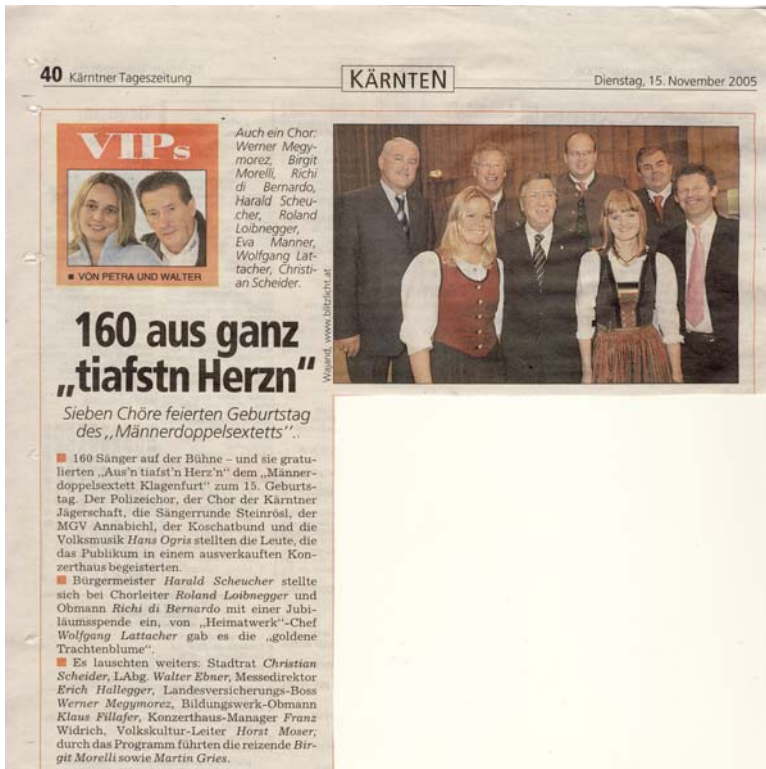 40 Kärntner Tageszeitung
KÄRNTEN
Dienstag, 15. November 2005
VIPs
■ VON PETRA UND WALTER
Auch ein Chor:
Werner Megy-
morez, Birgit
Morelli, Richi
di Bernardo,
Harald Scheu-
cher, Roland
Loibnegger,
Eva Manner,
Wolfgang Lat-
tacher, Christi-
an Scheider.
Wajand, www.blitzlicht.at
160 aus ganz
„tiafstn Herzn“
Sieben Chöre feierten Geburtstag
des „Männerdoppelsextetts“.
■ 160 Sänger auf der Bühne – und sie gratu-
lierten „Aus'n tiafst'n Herz'n“ dem „Männer-
doppelsextett Klagenfurt“ zum 15. Geburts-
tag. Der Polizeichor, der Chor der Kärntner
Jägerschaft, die Sängerrunde Steinrösl, der
MGV Annabichl, der Koschatbund und die
Volksmusik Hans Ogris stellten die Leute, die
das Publikum in einem ausverkauften Kon-
zerthaus begeisterten.
■ Bürgermeister Harald Scheucher stellte
sich bei Chorleiter Roland Loibnegger und
Obmann Richi di Bernardo mit einer Jubi-
läumsspende ein, von „Heimatwerk“-Chef
Wolfgang Lattacher gab es die „goldene
Trachtenblume“.
■ Es lauschten weiters: Stadtrat Christian
Scheider, LAbg. Walter Ebner, Messedirektor
Erich Hallegger, Landesversicherungs-Boss
Werner Megymorez, Bildungswerk-Obmann
Klaus Fillafer, Konzerthaus-Manager Franz
Widrich, Volkskultur-Leiter Horst Moser;
durch das Programm führten die reizende Bir-
git Morelli sowie Martin Gries.